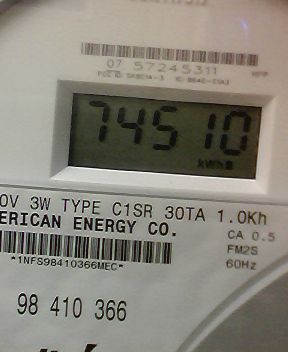 07 57245311
74510
kWhs
0V 3W TYPE C1SR 30TA 1.0Kh
ERICAN ENERGY CO.
CA 0.5
FM2S
*1NFS98410366MEC*
60Hz
98 410 366